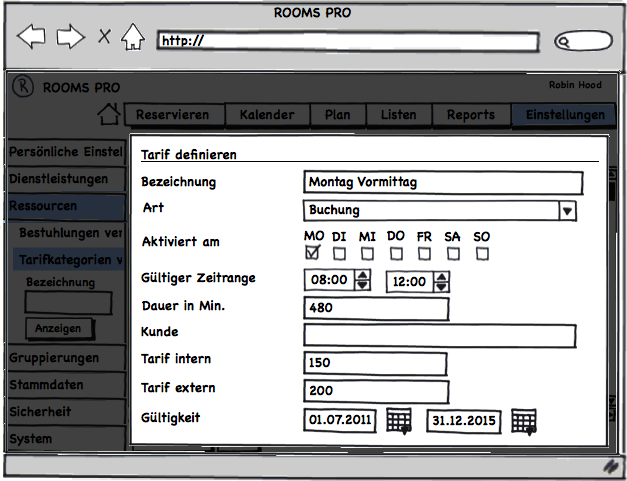 ROOMS PRO
http://
R ROOMS PRO
Robin Hood
Reservieren Kalender Plan Listen Reports Einstellungen
Persönliche Einstel
Dienstleistungen
Ressourcen
Bestuhlungen ver
Tarifkategorien v
Bezeichnung
Anzeigen
Gruppierungen
Stammdaten
Sicherheit
System
Tarif definieren
Bezeichnung Montag Vormittag
Art Buchung
MO DI MI DO FR SA SO
Aktiviert am
Gültiger Zeitrange 08:00 12:00
Dauer in Min. 480
Kunde
Tarif intern 150
Tarif extern 200
Gültigkeit 01.07.2011 31.12.2015